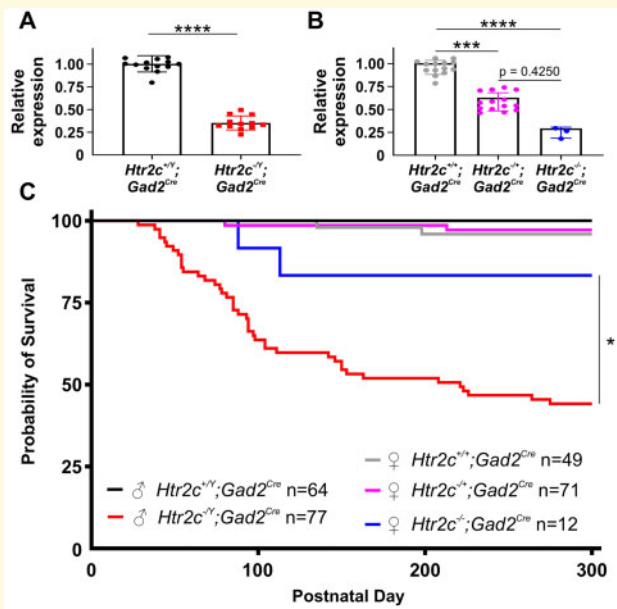 A
****
Relative
expression
1.00
0.75
0.50
0.25
0
Htr2c+/Y;
Gad2Cre
Htr2c-/Y;
Gad2Cre
B
****
***
p = 0.4250
Relative
expression
1.00
0.75
0.50
0.25
0
Htr2c+/+;
Gad2Cre
Htr2c-/+;
Gad2Cre
Htr2c-/-;
Gad2Cre
C
Probability of Survival
100
75
50
25
0
*
♂ Htr2c+/Y;Gad2Cre n=64
♂ Htr2c-/Y;Gad2Cre n=77
♀ Htr2c+/+;Gad2Cre n=49
♀ Htr2c-/+;Gad2Cre n=71
♀ Htr2c-/-;Gad2Cre n=12
0 100 200 300
Postnatal Day